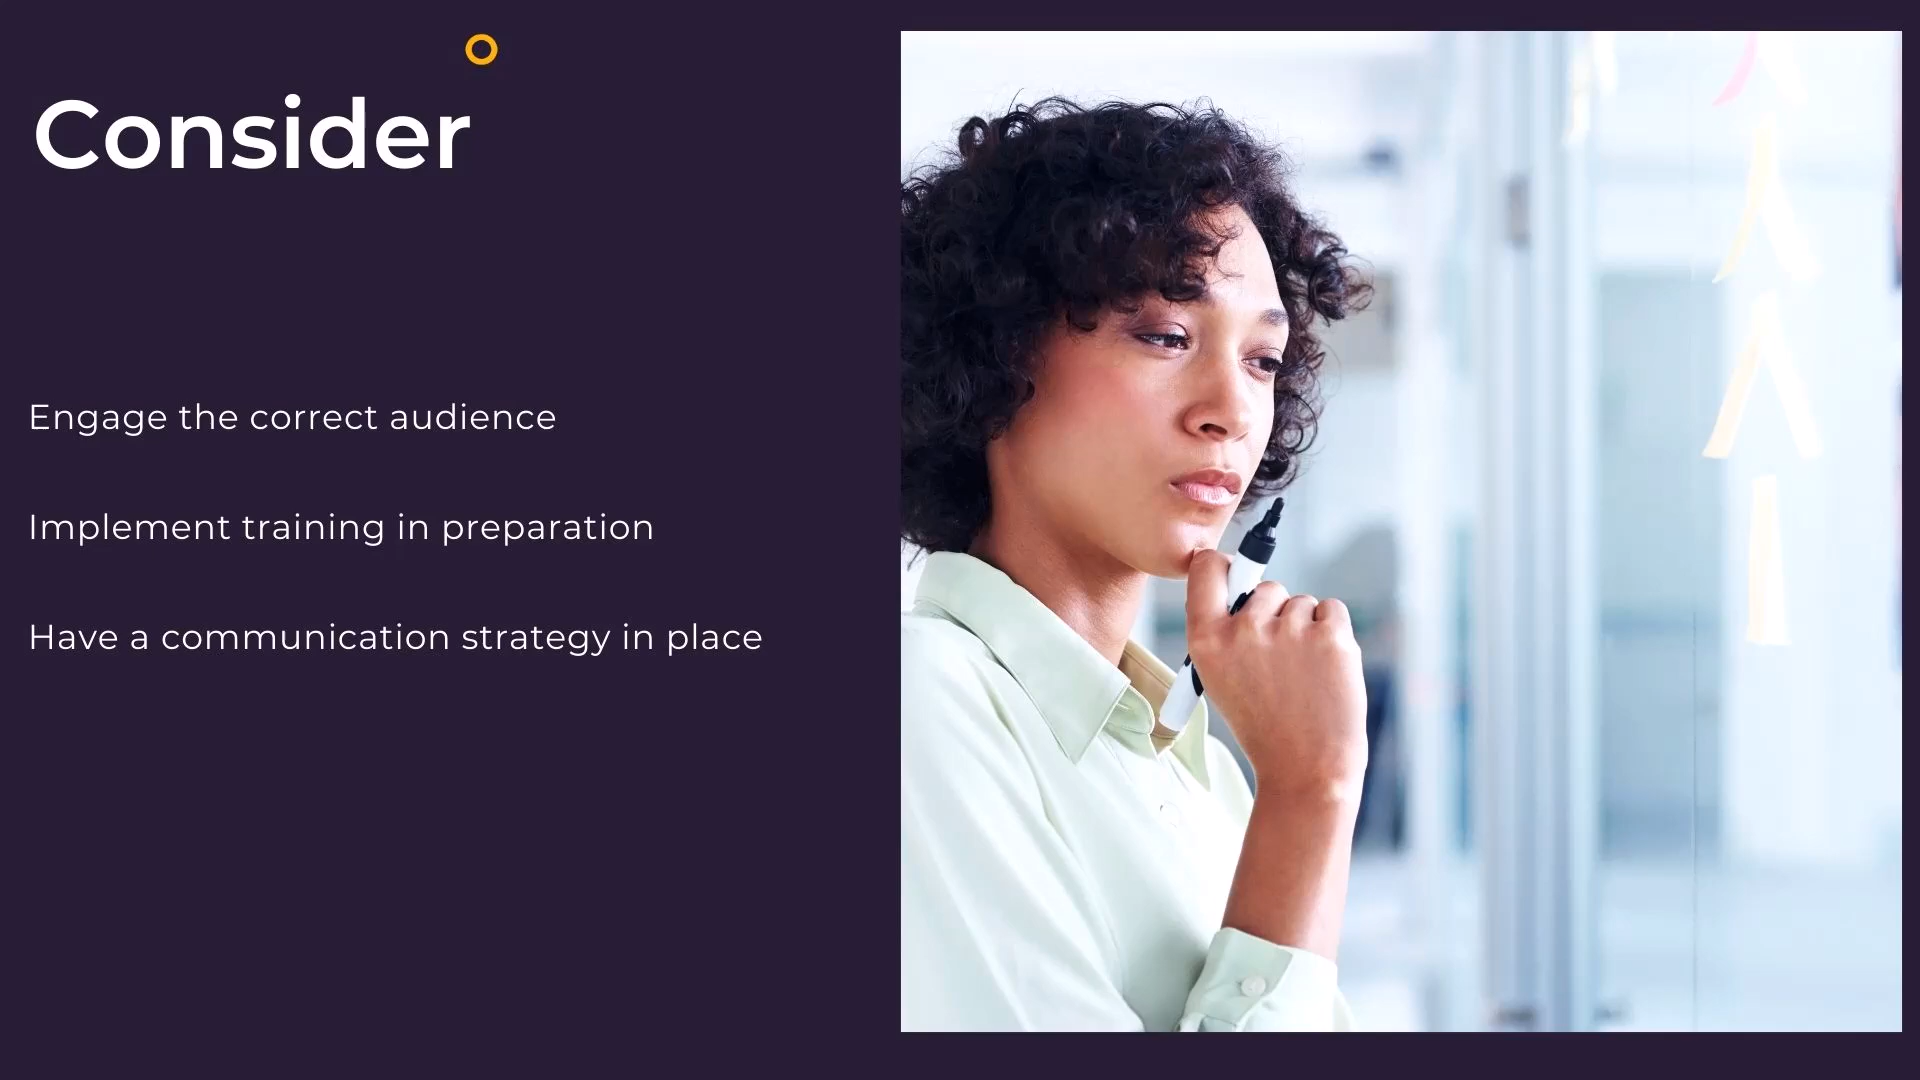 Consider
Engage the correct audience
Implement training in preparation
Have a communication strategy in place